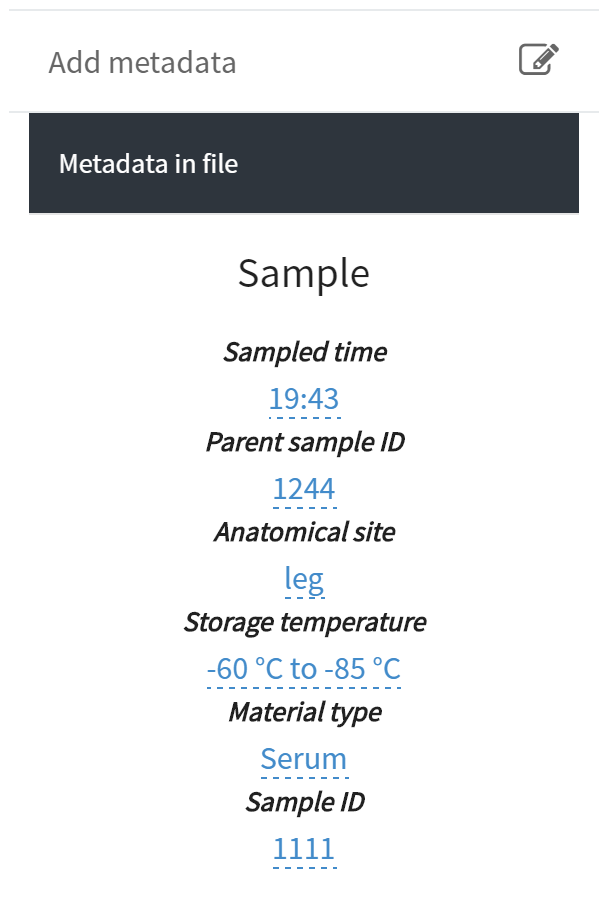 Add metadata
Metadata in file
Sample
Sampled time
19:43
Parent sample ID
1244
Anatomical site
leg
Storage temperature
-60 °C to -85 °C
Material type
Serum
Sample ID
1111